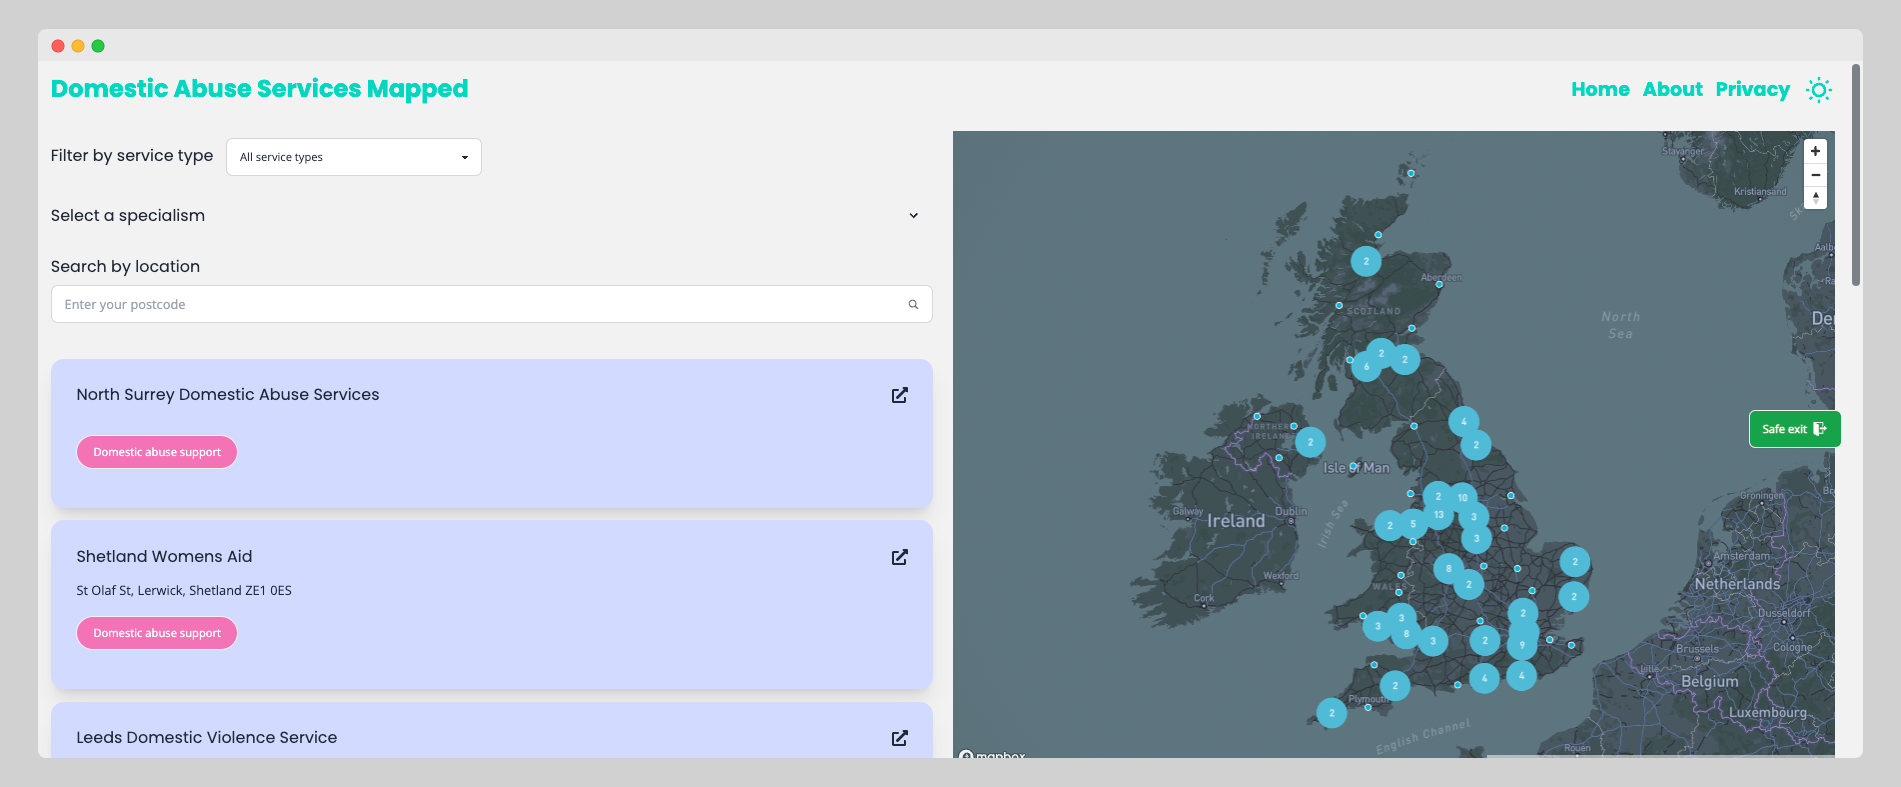 Domestic Abuse Services Mapped
Home About Privacy
Filter by service type
All service types
Select a specialism
Search by location
Enter your postcode
North Surrey Domestic Abuse Services
Domestic abuse support
Shetland Womens Aid
St Olaf St, Lerwick, Shetland ZE1 0ES
Domestic abuse support
Leeds Domestic Violence Service
Stavanger
Kristiansand
Sk
Aalb
Ra
2
Aberdeen
SCOTLAND
North
Sea
De
2
2
6
NORTHER
IRELAN
2
4
2
Safe exit
Isle of Man
Groningen
Br
Galway
Ireland
Dublin
Irish Sea
2
10
13
3
2
5
3
Wexford
Cork
WALES
8
2
2
2
Amsterdam
Netherlands
Dusseldorf
3
3
8
3
2
2
9
Brussels
Cologne
Lille
Belgium
Plymouth
2
4
4
2
Luxembourg
English Channel
Rouen
mapbox